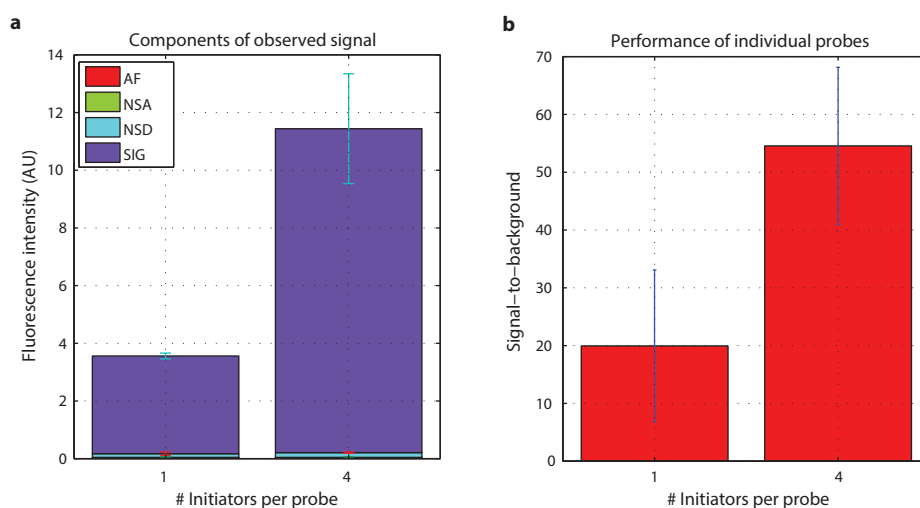 a
Components of observed signal
14
12
10
8
6
4
2
0
Fluorescence intensity (AU)
AF
NSA
NSD
SIG
1
4
# Initiators per probe
b
Performance of individual probes
70
60
50
40
30
20
10
0
Signal−to−background
1
4
# Initiators per probe